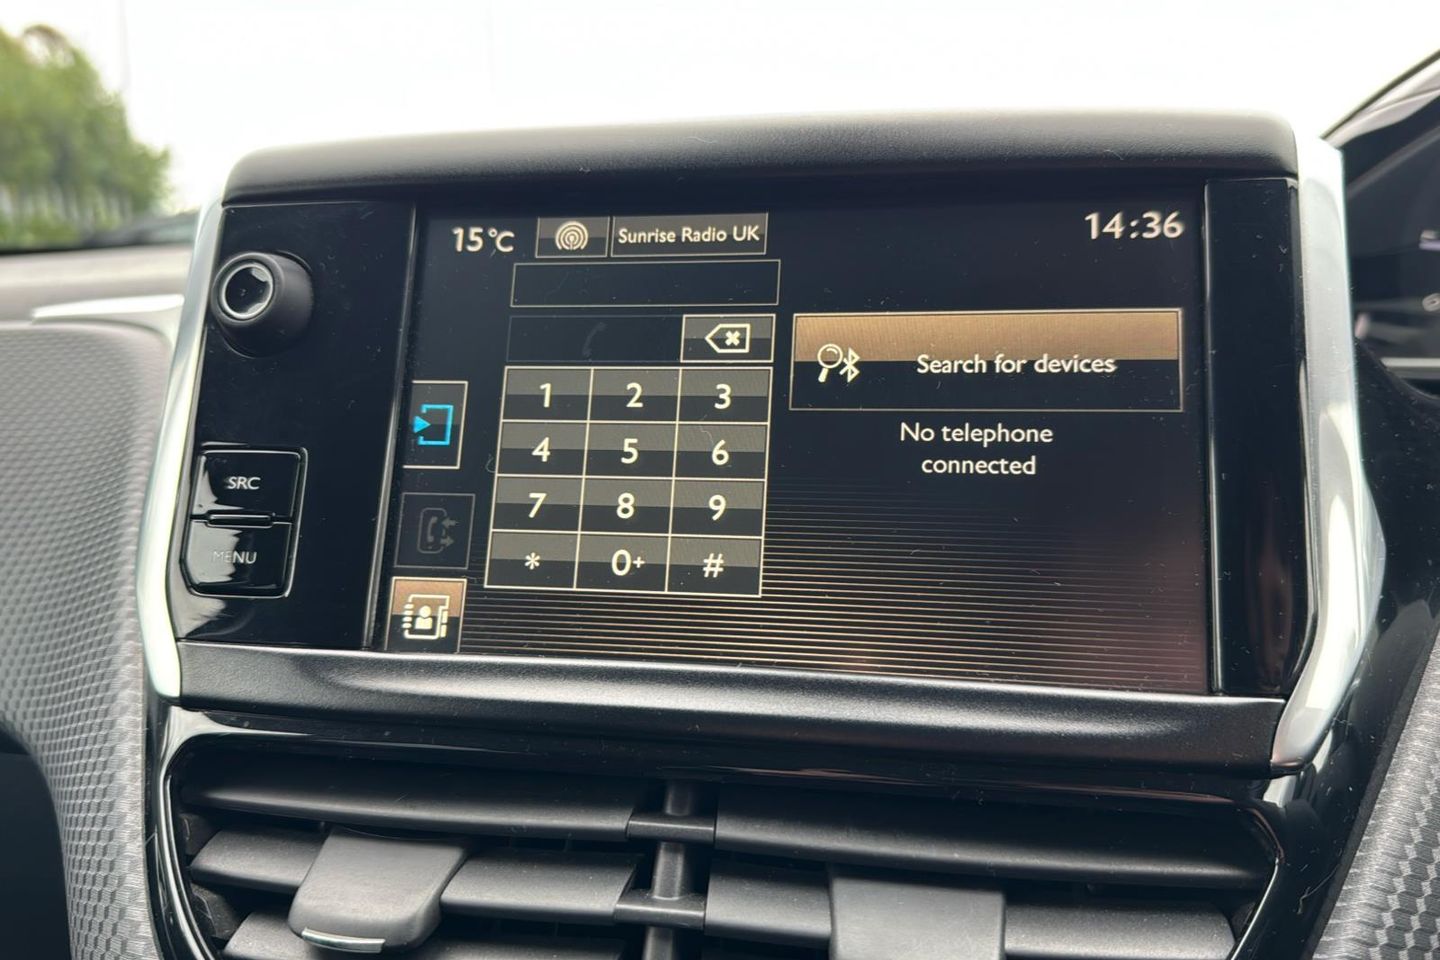 15°C
Sunrise Radio UK
14:36
Search for devices
No telephone
connected
1 2 3
4 5 6
7 8 9
* 0+ #
SRC
MENU